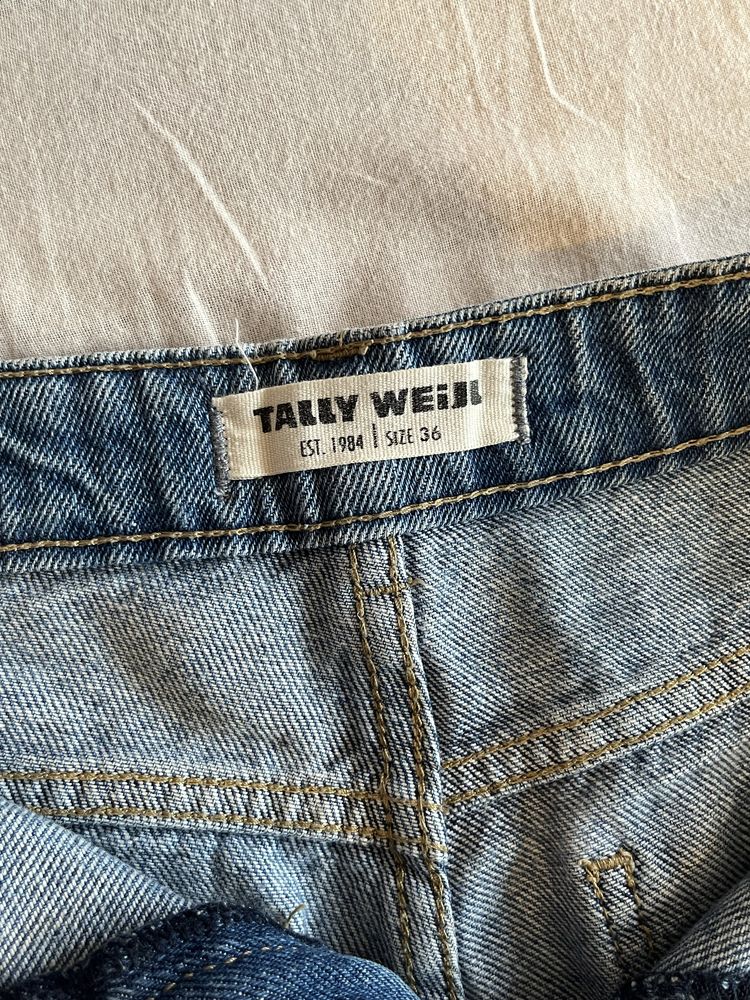 TALLY WEiJL
EST. 1984 | SIZE 36